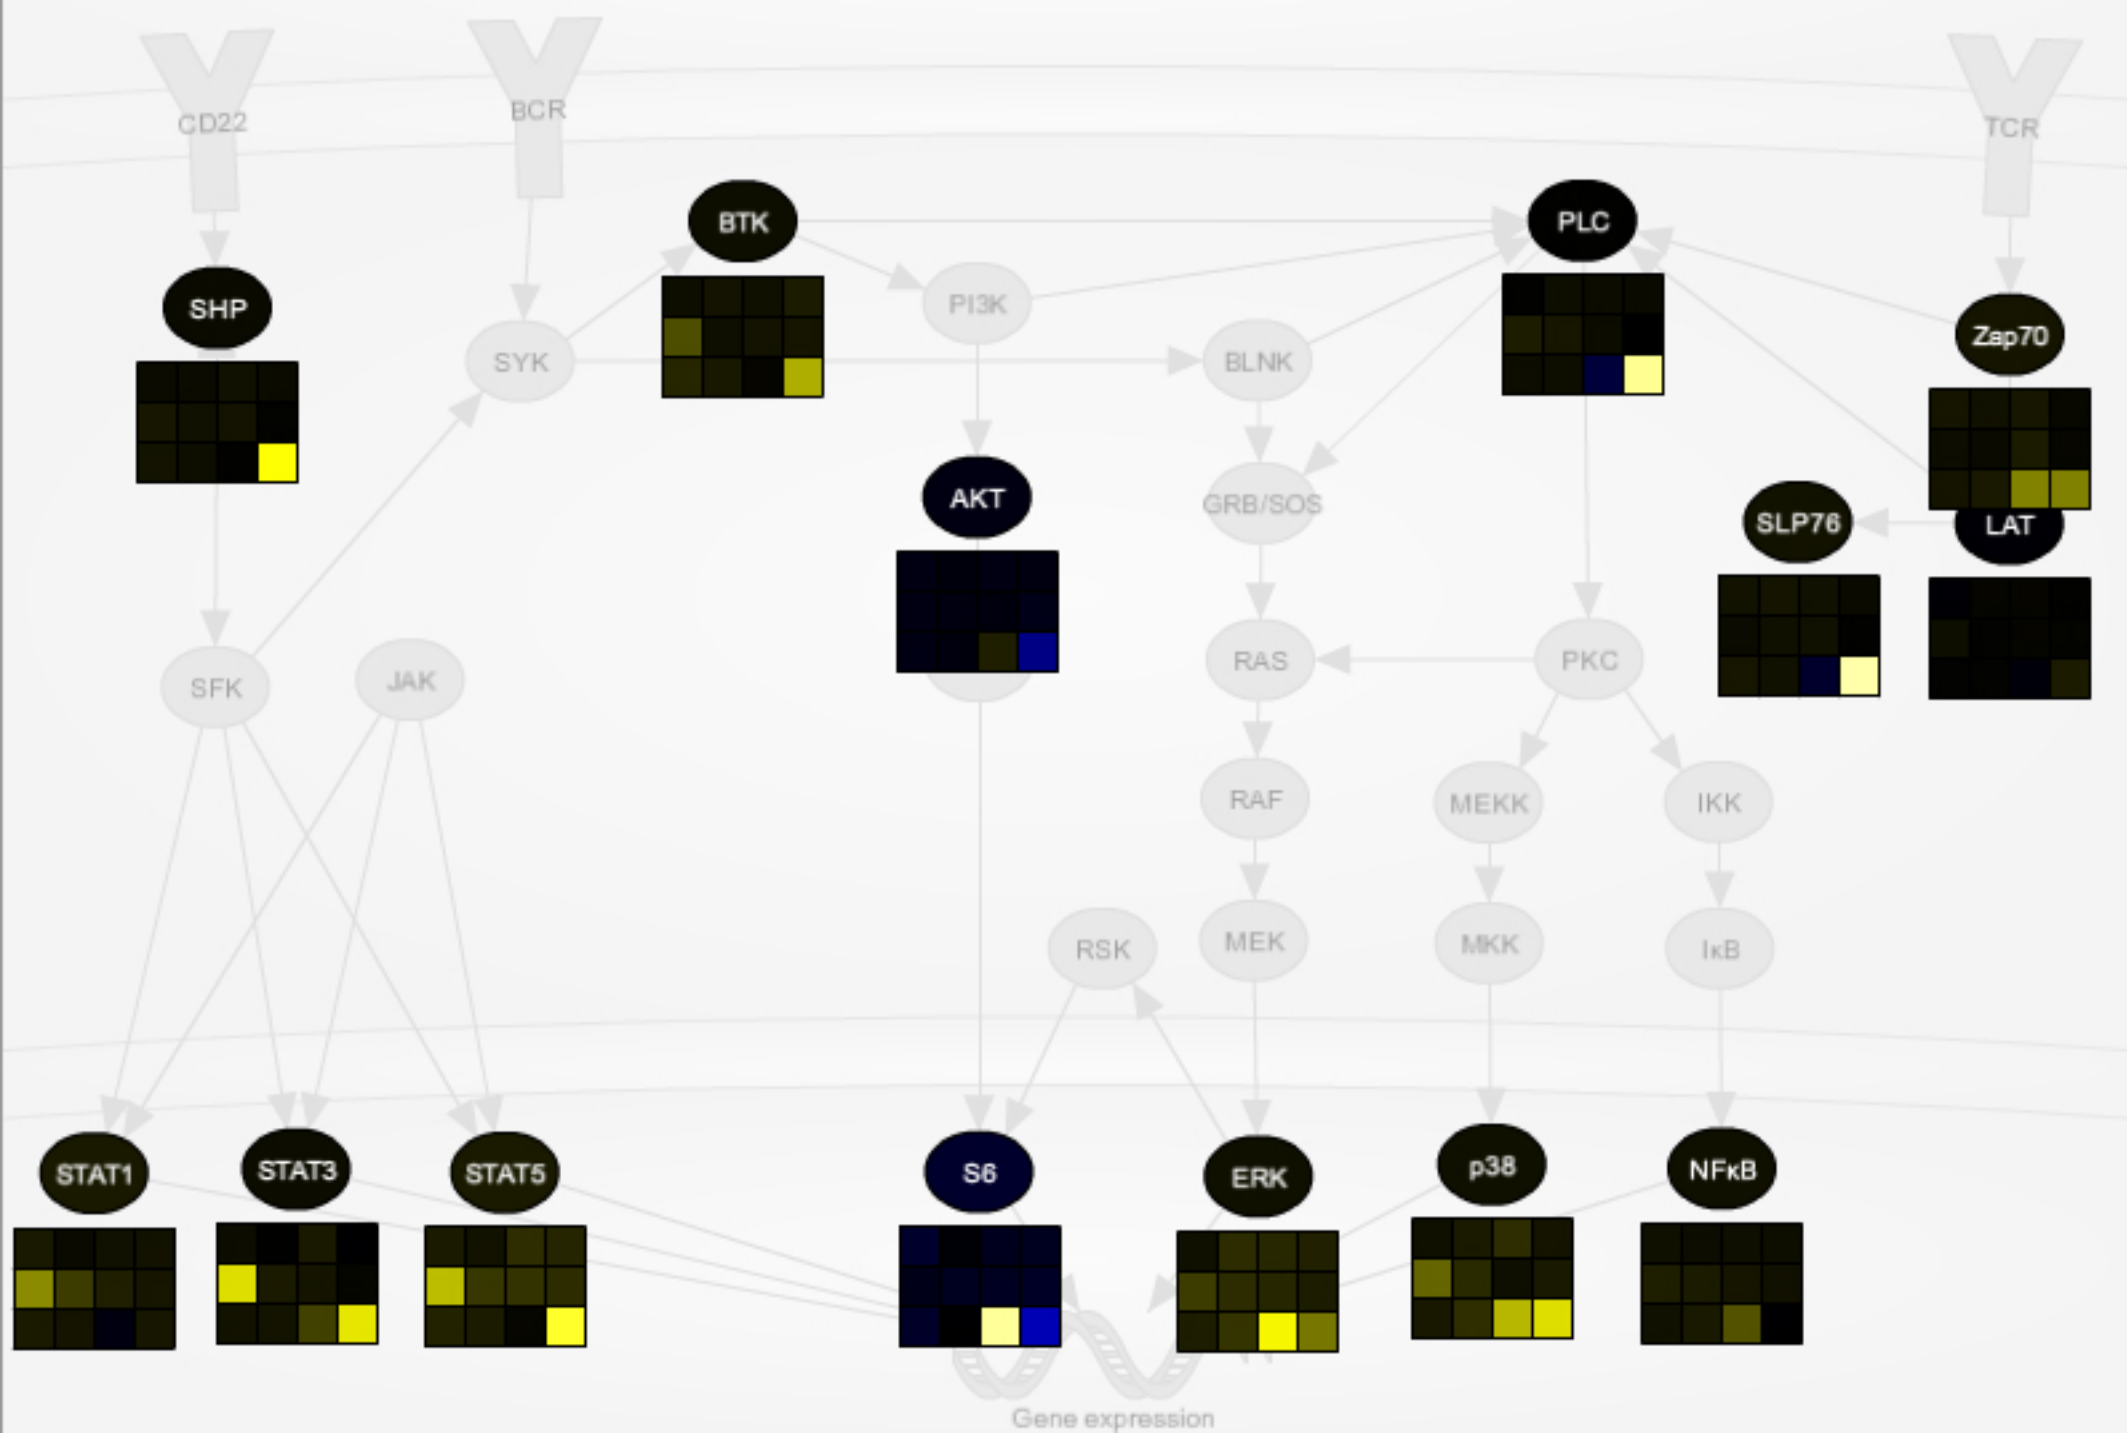 CD22
BCR
TCR
BTK
PLC
SHP
PI3K
Zap70
SYK
BLNK
AKT
GRB/SOS
SLP76
LAT
SFK
JAK
RAS
PKC
RAF
MEKK
IKK
RSK
MEK
MKK
IκB
STAT1
STAT3
STAT5
S6
ERK
p38
NFκB
Gene expression